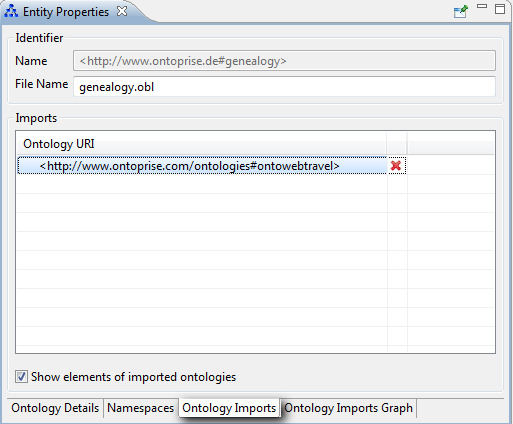 Entity Properties
Identifier
Name <http://www.ontoprise.de#genealogy>
File Name genealogy.obl
Imports
Ontology URI
<http://www.ontoprise.com/ontologies#ontowebtravel>
Show elements of imported ontologies
Ontology Details Namespaces Ontology Imports Ontology Imports Graph